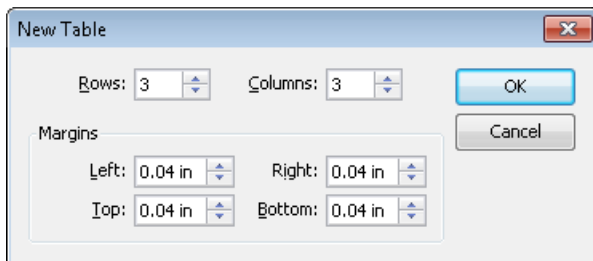 New Table
Rows: 3 Columns: 3 OK
Margins Cancel
Left: 0.04 in Right: 0.04 in
Top: 0.04 in Bottom: 0.04 in